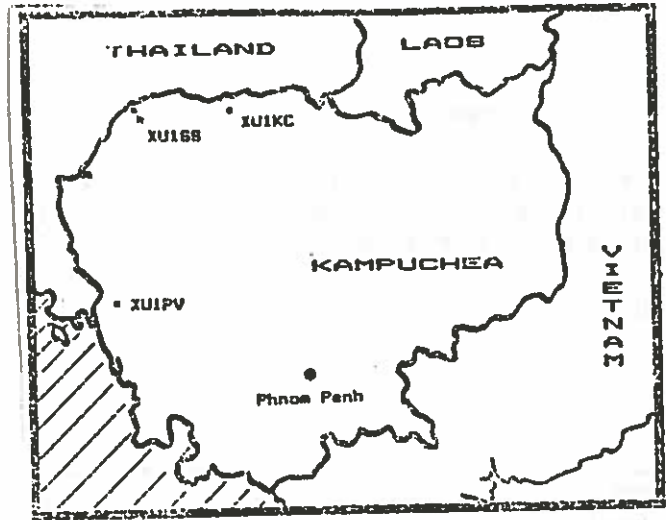 THAILAND
LAOS
XU1SS
XU1KC
KAMPUCHEA
VIETNAM
XU1PV
Phnom Penh